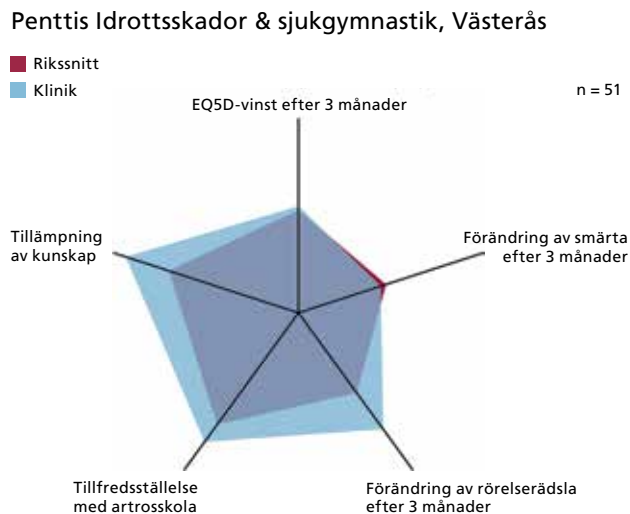 Penttis Idrottsskador & sjukgymnastik, Västerås
Rikssnitt
Klinik
n = 51
EQ5D-vinst efter 3 månader
Tillämpning
av kunskap
Förändring av smärta
efter 3 månader
Tillfredsställelse
med artrosskola
Förändring av rörelserädsla
efter 3 månader